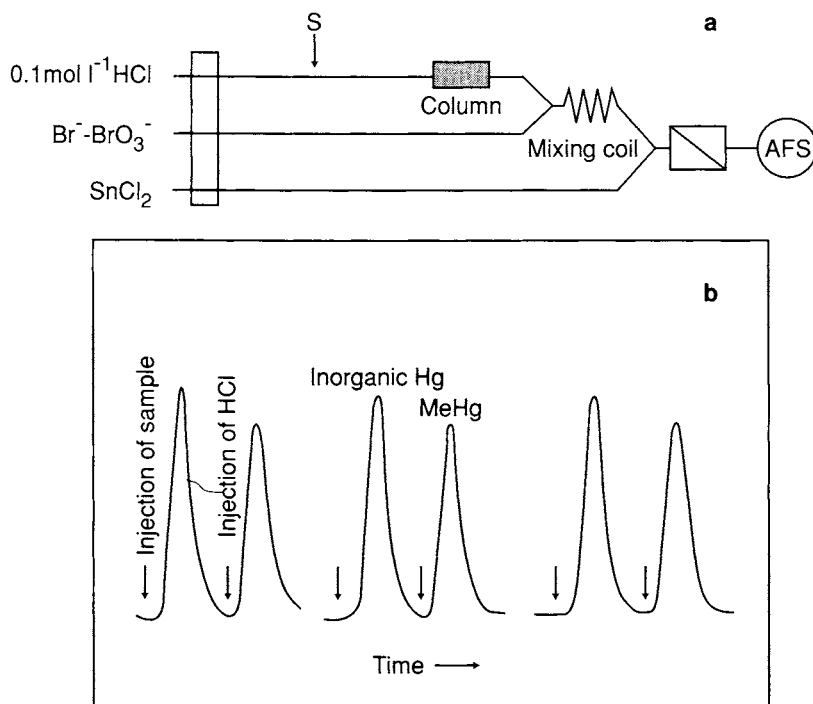 S
a
0.1mol l⁻¹HCl
Column
Br⁻-BrO₃⁻
Mixing coil
AFS
SnCl₂
b
Injection of sample
Injection of HCl
Inorganic Hg
MeHg
Time